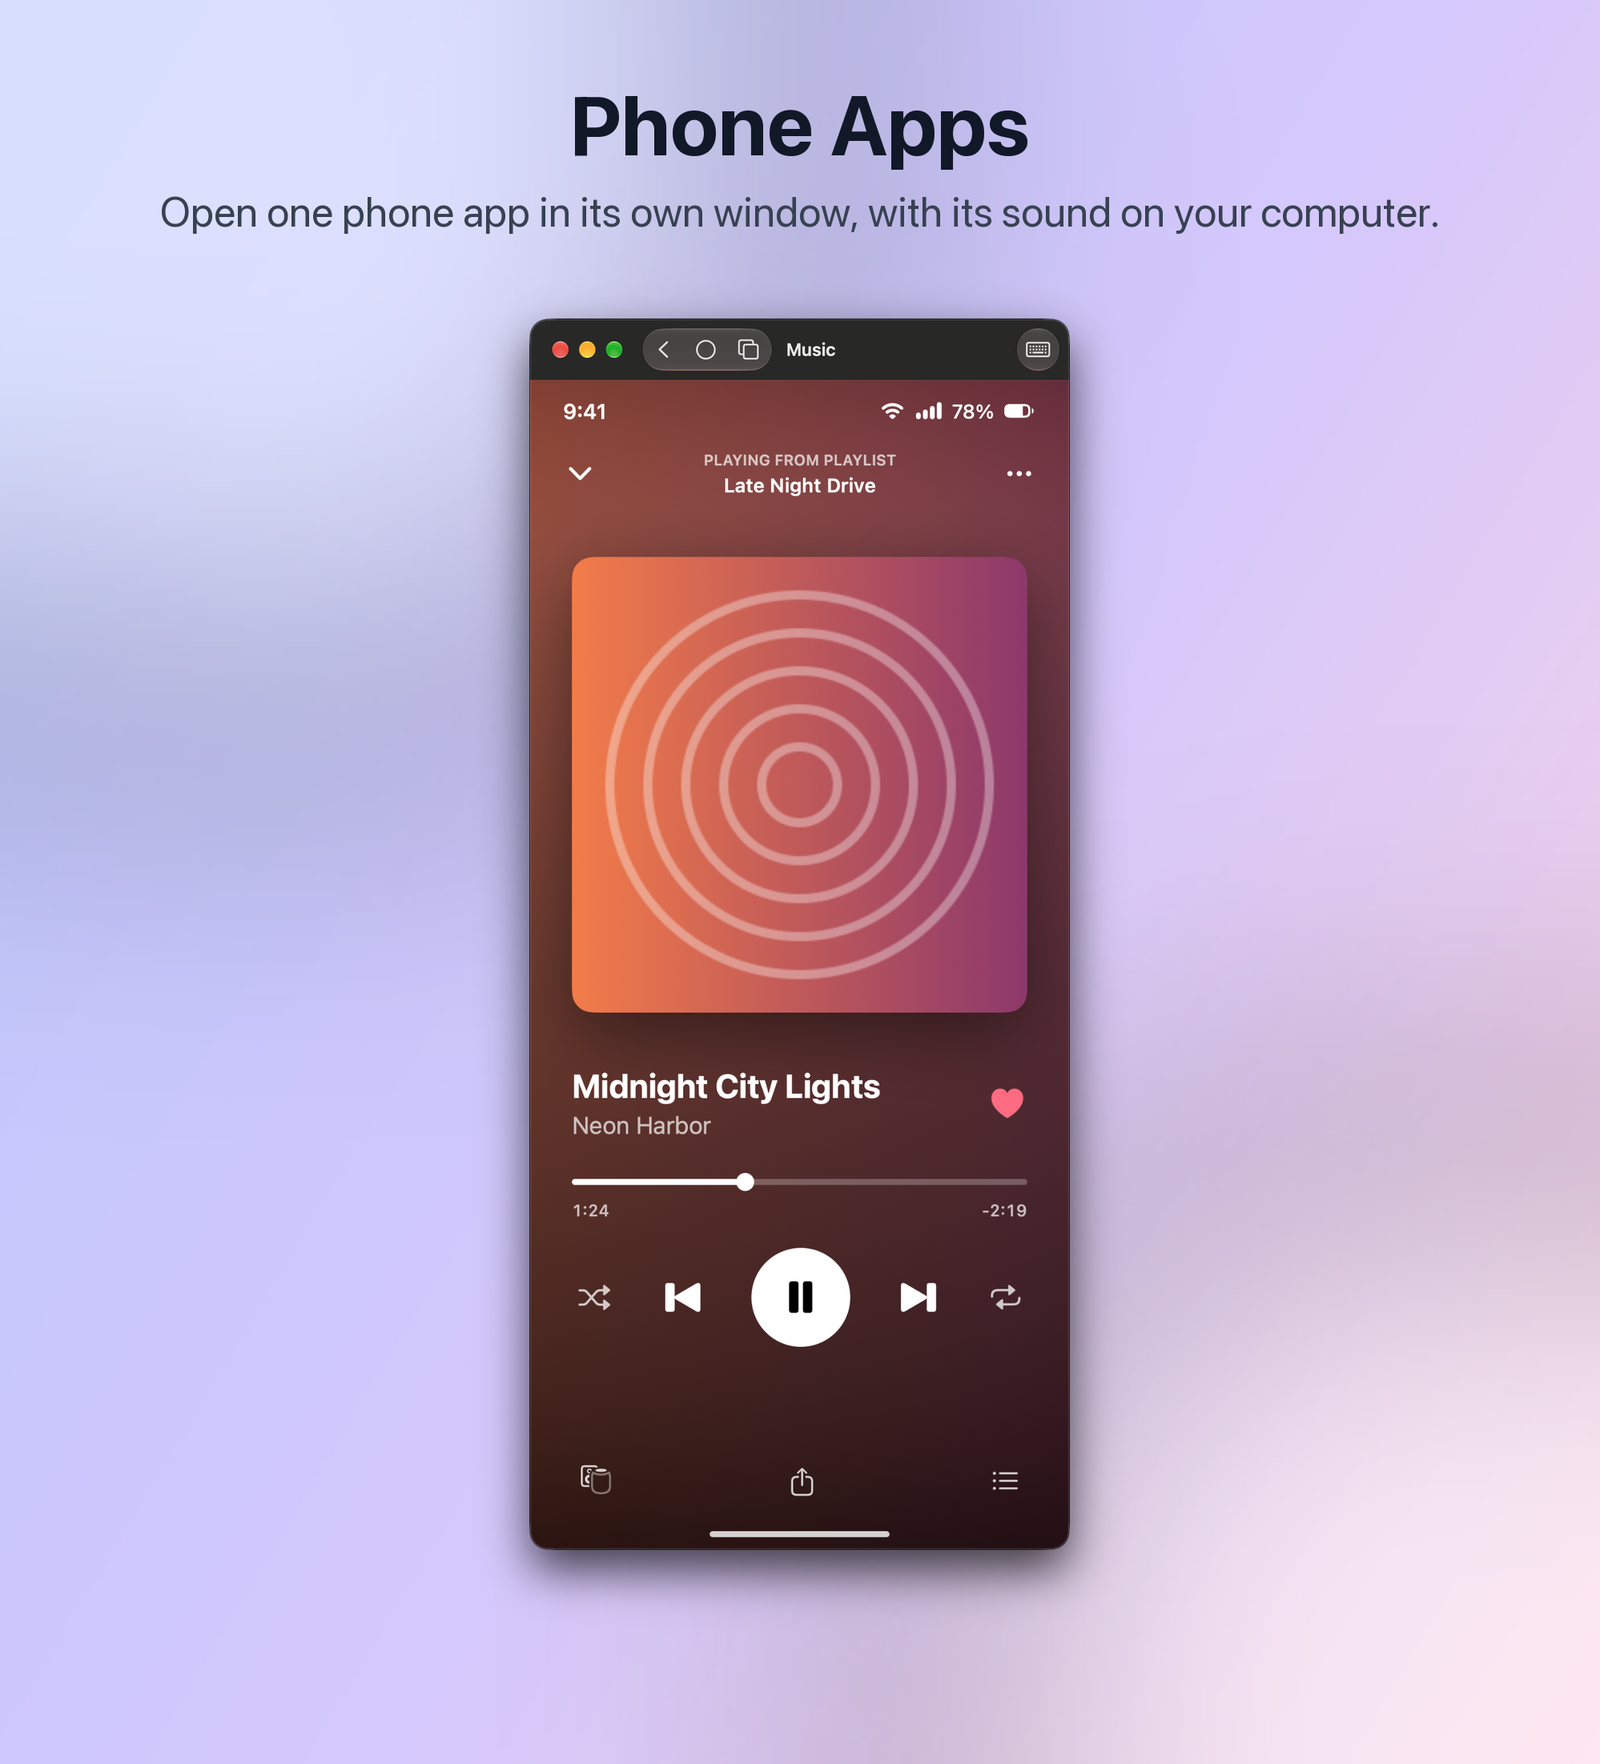 Phone Apps
Open one phone app in its own window, with its sound on your computer.
Music
9:41 78%
PLAYING FROM PLAYLIST
Late Night Drive
Midnight City Lights
Neon Harbor
1:24 -2:19